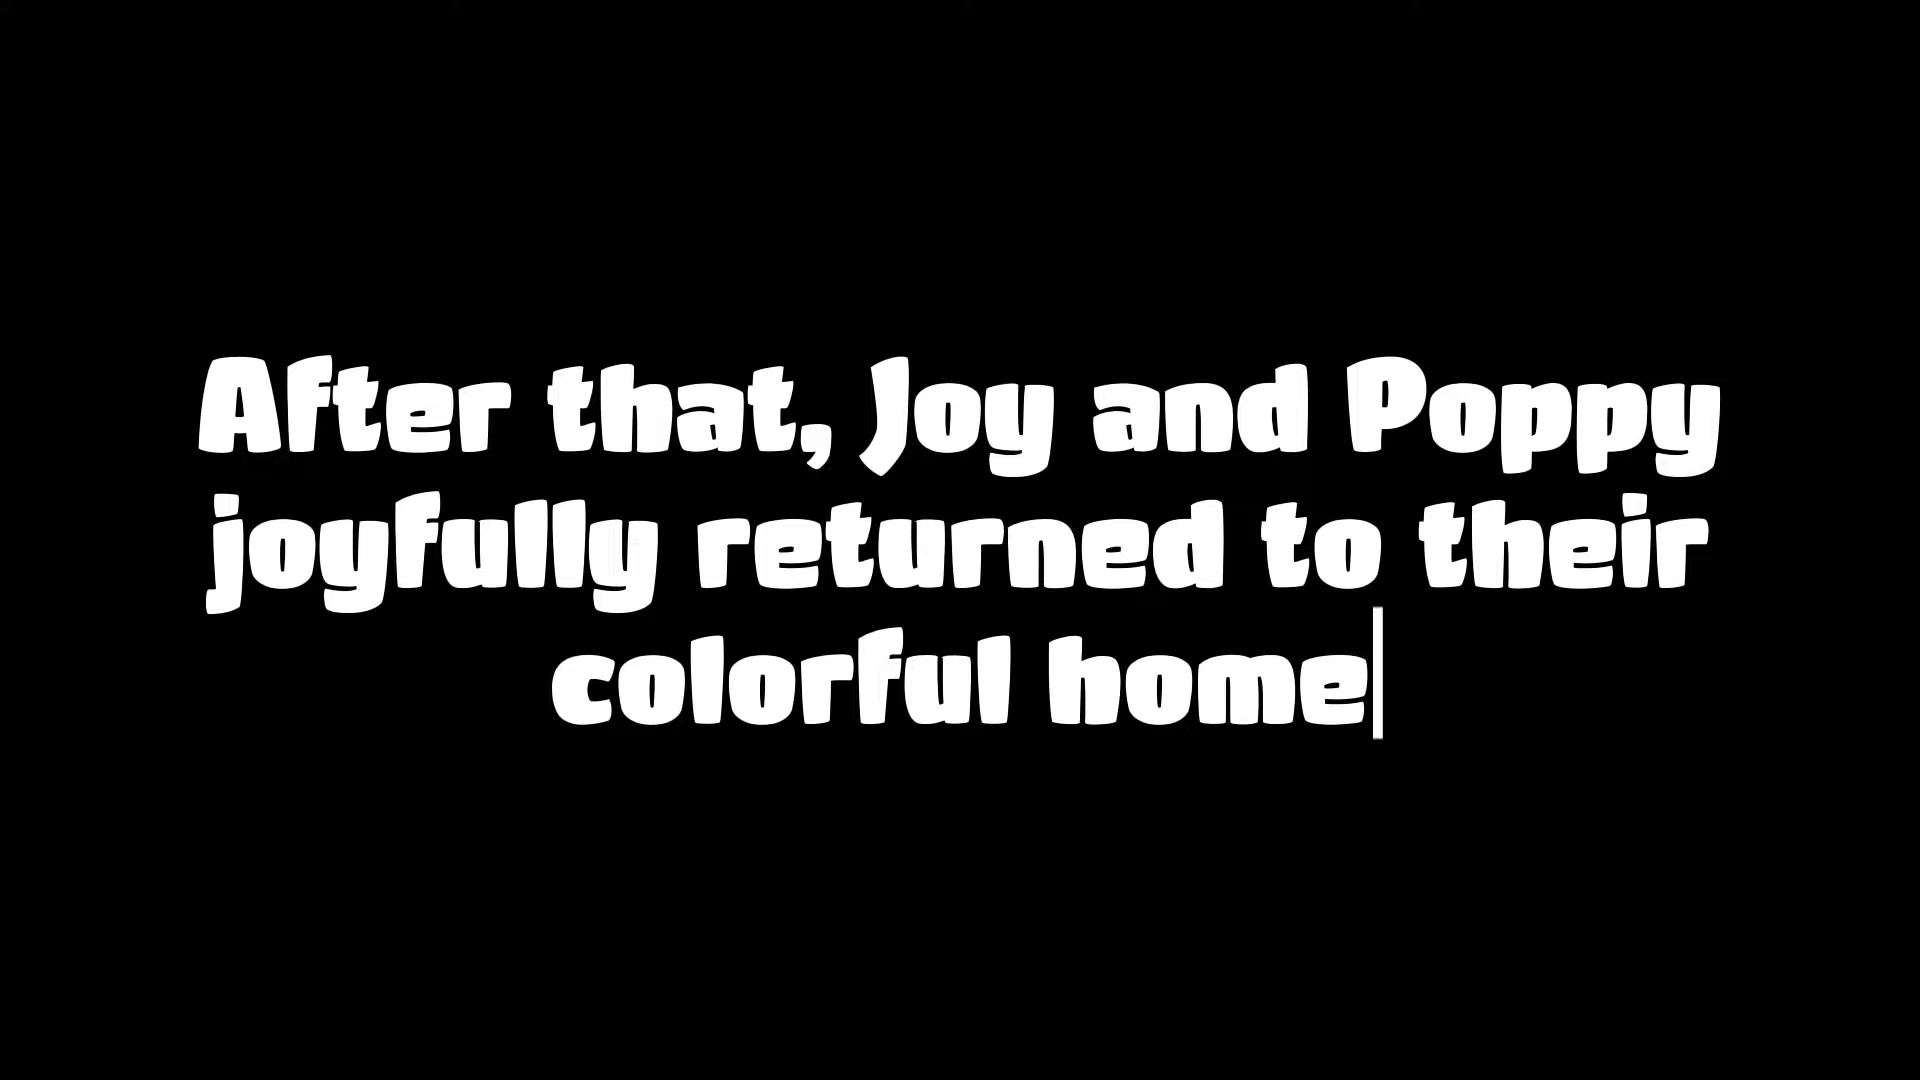 After that, Joy and Poppy
joyfully returned to their
colorful home